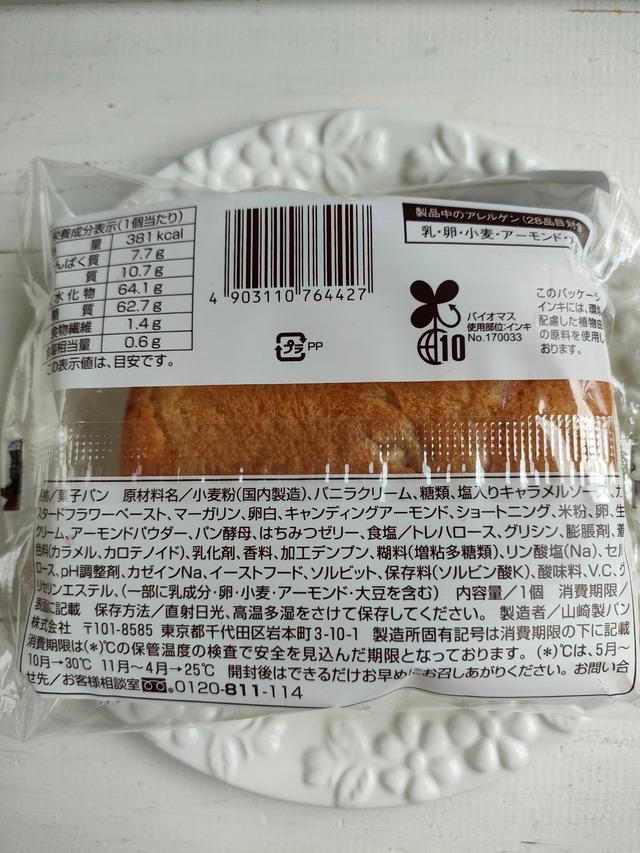 栄養成分表示(1個当たり)
量 381 kcal
んぱく質 7.7 g
質 10.7 g
水化物 64.1 g
質 62.7 g
食物繊維 1.4 g
相当量 0.6 g
この表示値は、目安です。
4 903110 764427
プラ PP
製品中のアレルゲン(28品目対象
乳・卵・小麦・アーモンド・
バイオマス
使用部位:インキ
No.170033
10
このパッケージ
インキには、環境
配慮した植物由
の原料を使用し
おります。
名称/菓子パン 原材料名/小麦粉(国内製造)、バニラクリーム、糖類、塩入りキャラメルソース、カ
スタードフラワーペースト、マーガリン、卵白、キャンディングアーモンド、ショートニング、米粉、卵、生
クリーム、アーモンドパウダー、パン酵母、はちみつゼリー、食塩/トレハロース、グリシン、膨脹剤、着
色料(カラメル、カロテノイド)、乳化剤、香料、加工デンプン、糊料(増粘多糖類)、リン酸塩(Na)、セル
ロース、pH調整剤、カゼインNa、イーストフード、ソルビット、保存料(ソルビン酸K)、酸味料、V.C、グ
リセリンエステル、(一部に乳成分・卵・小麦・アーモンド・大豆を含む) 内容量/1個 消費期限/
表面に記載 保存方法/直射日光、高温多湿をさけて保存してください。 製造者/山崎製パン
株式会社 〒101-8585 東京都千代田区岩本町3-10-1 製造所固有記号は消費期限の下に記載
消費期限は(*)℃の保管温度の検査で安全を見込んだ期限となっております。(*)℃は、5月～
10月→30℃ 11月～4月→25℃ 開封後はできるだけお早めにお召しあがりください。お問い合
せ先/お客様相談室 0120-811-114